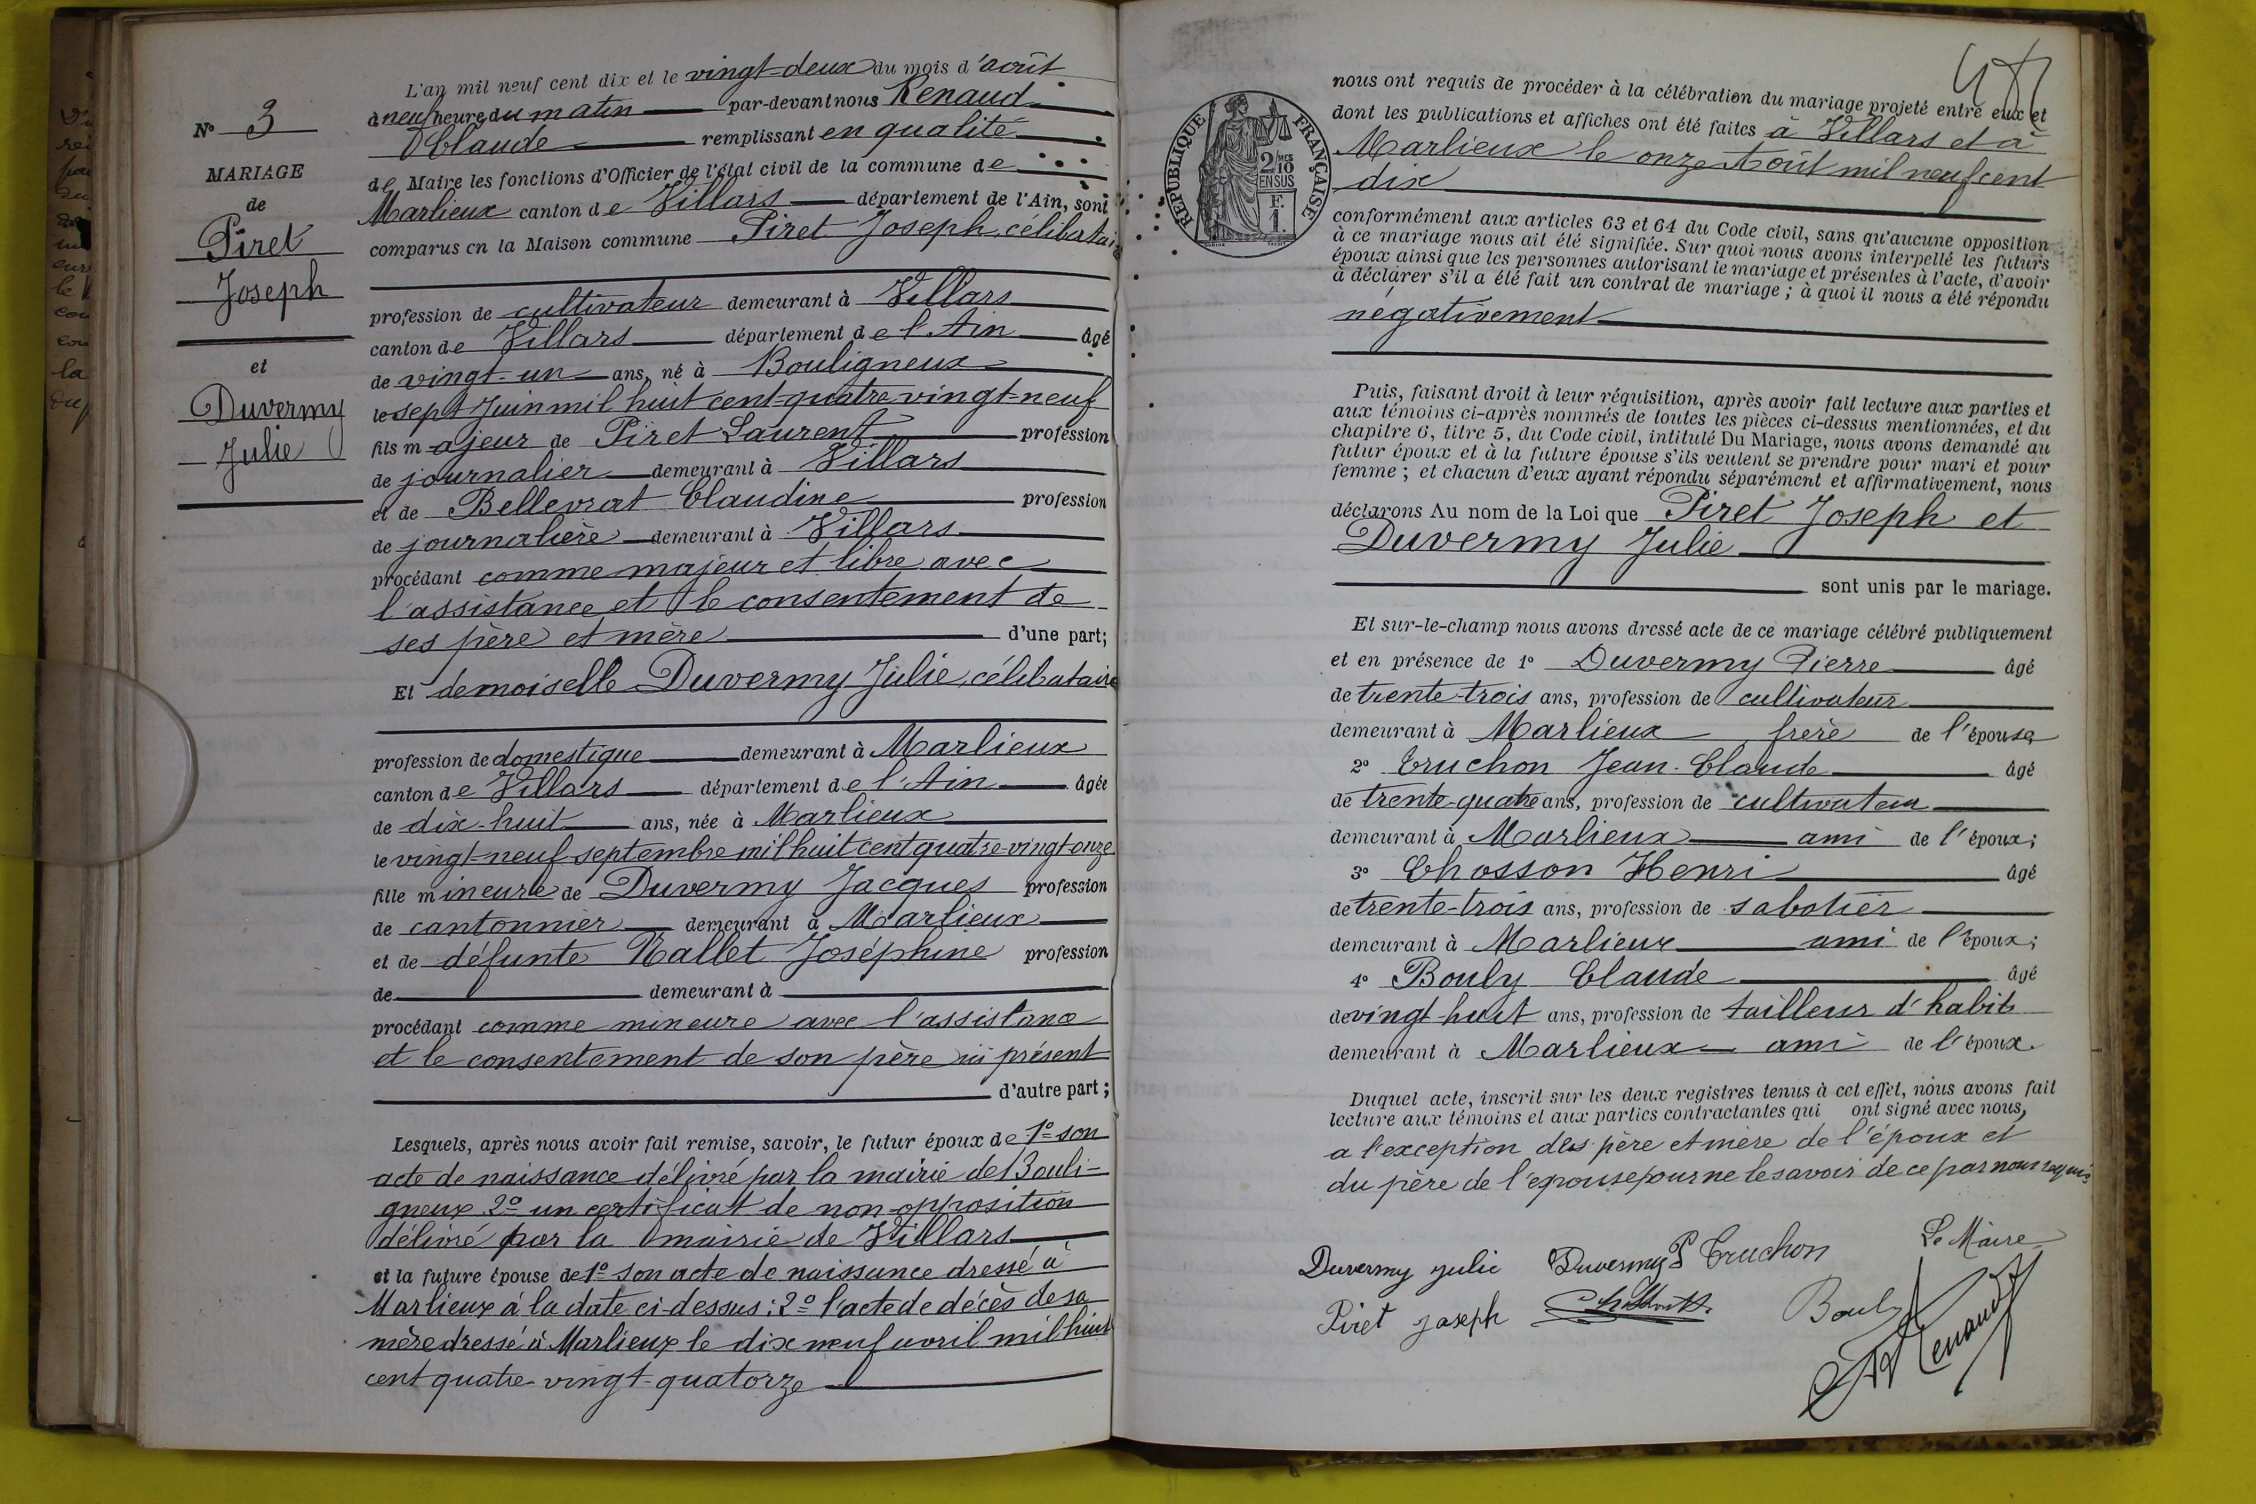 N° 3
MARIAGE
de
Piret
Joseph
et
Duvermy
Julie
L'an mil neuf cent dix et le vingt-deux du mois d'août
à neuf heure du matin par-devant nous Renaud
Claude remplissant en qualité
de Maire les fonctions d'Officier de l'état civil de la commune de
Marlieux canton de Villars département de l'Ain, sont
comparus en la Maison commune Piret Joseph, célibataire
profession de cultivateur demeurant à Villars
canton de Villars département de l'Ain âgé
de vingt-un ans, né à Bouligneux
le sept Juin mil huit cent quatre-vingt-neuf
fils majeur de Piret Laurent profession
de journalier demeurant à Villars
et de Bellevrat Claudine profession
de journalière demeurant à Villars
procédant comme majeur et libre avec
l'assistance et le consentement de
ses père et mère d'une part;
Et demoiselle Duvermy Julie, célibataire
profession de domestique demeurant à Marlieux
canton de Villars département de l'Ain âgée
de dix-huit ans, née à Marlieux
le vingt-neuf septembre mil huit cent quatre-vingt-onze
fille mineure de Duvermy Jacques profession
de cantonnier demeurant à Marlieux
et de défunte Nallet Joséphine profession
de demeurant à
procédant comme mineure avec l'assistance
et le consentement de son père ici présent
d'autre part;
Lesquels, après nous avoir fait remise, savoir, le futur époux de 1° son
acte de naissance délivré par la mairie de Bouli=
gneux 2° un certificat de non-opposition
délivré par la mairie de Villars
et la future épouse de 1° son acte de naissance dressé à
Marlieux à la date ci-dessus; 2° l'acte de décès de sa
mère dressé à Marlieux le dix neuf avril mil huit
cent quatre-vingt-quatorze
RÉPUBLIQUE FRANÇAISE
2/10MES
EN SUS
F.
1.
nous ont requis de procéder à la célébration du mariage projeté entre eux et
dont les publications et affiches ont été faites à Villars et à
Marlieux le onze Août mil neuf cent
dix
conformément aux articles 63 et 64 du Code civil, sans qu'aucune opposition
à ce mariage nous ait été signifiée. Sur quoi nous avons interpellé les futurs
époux ainsi que les personnes autorisant le mariage et présentes à l'acte, d'avoir
à déclarer s'il a été fait un contrat de mariage; à quoi il nous a été répondu
négativement
Puis, faisant droit à leur réquisition, après avoir fait lecture aux parties et
aux témoins ci-après nommés de toutes les pièces ci-dessus mentionnées, et du
chapitre 6, titre 5, du Code civil, intitulé Du Mariage, nous avons demandé au
futur époux et à la future épouse s'ils veulent se prendre pour mari et pour
femme; et chacun d'eux ayant répondu séparément et affirmativement, nous
déclarons Au nom de la Loi que Piret Joseph et
Duvermy Julie
sont unis par le mariage.
Et sur-le-champ nous avons dressé acte de ce mariage célébré publiquement
et en présence de 1° Duvermy Pierre âgé
de trente-trois ans, profession de cultivateur
demeurant à Marlieux frère de l'épouse
2° Truchon Jean-Claude âgé
de trente-quatre ans, profession de cultivateur
demeurant à Marlieux ami de l'époux;
3° Chosson Henri âgé
de trente-trois ans, profession de sabotier
demeurant à Marlieux ami de l'époux;
4° Bouly Claude âgé
de vingt-huit ans, profession de tailleur d'habits
demeurant à Marlieux ami de l'époux
Duquel acte, inscrit sur les deux registres tenus à cet effet, nous avons fait
lecture aux témoins et aux parties contractantes qui ont signé avec nous,
a l'exception des père et mère de l'époux et
du père de l'epouse pour ne le savoir de ce par nous requis
Duvermy Julie Duvermy P Truchon Le Maire
Piret Joseph Bouly Renaud